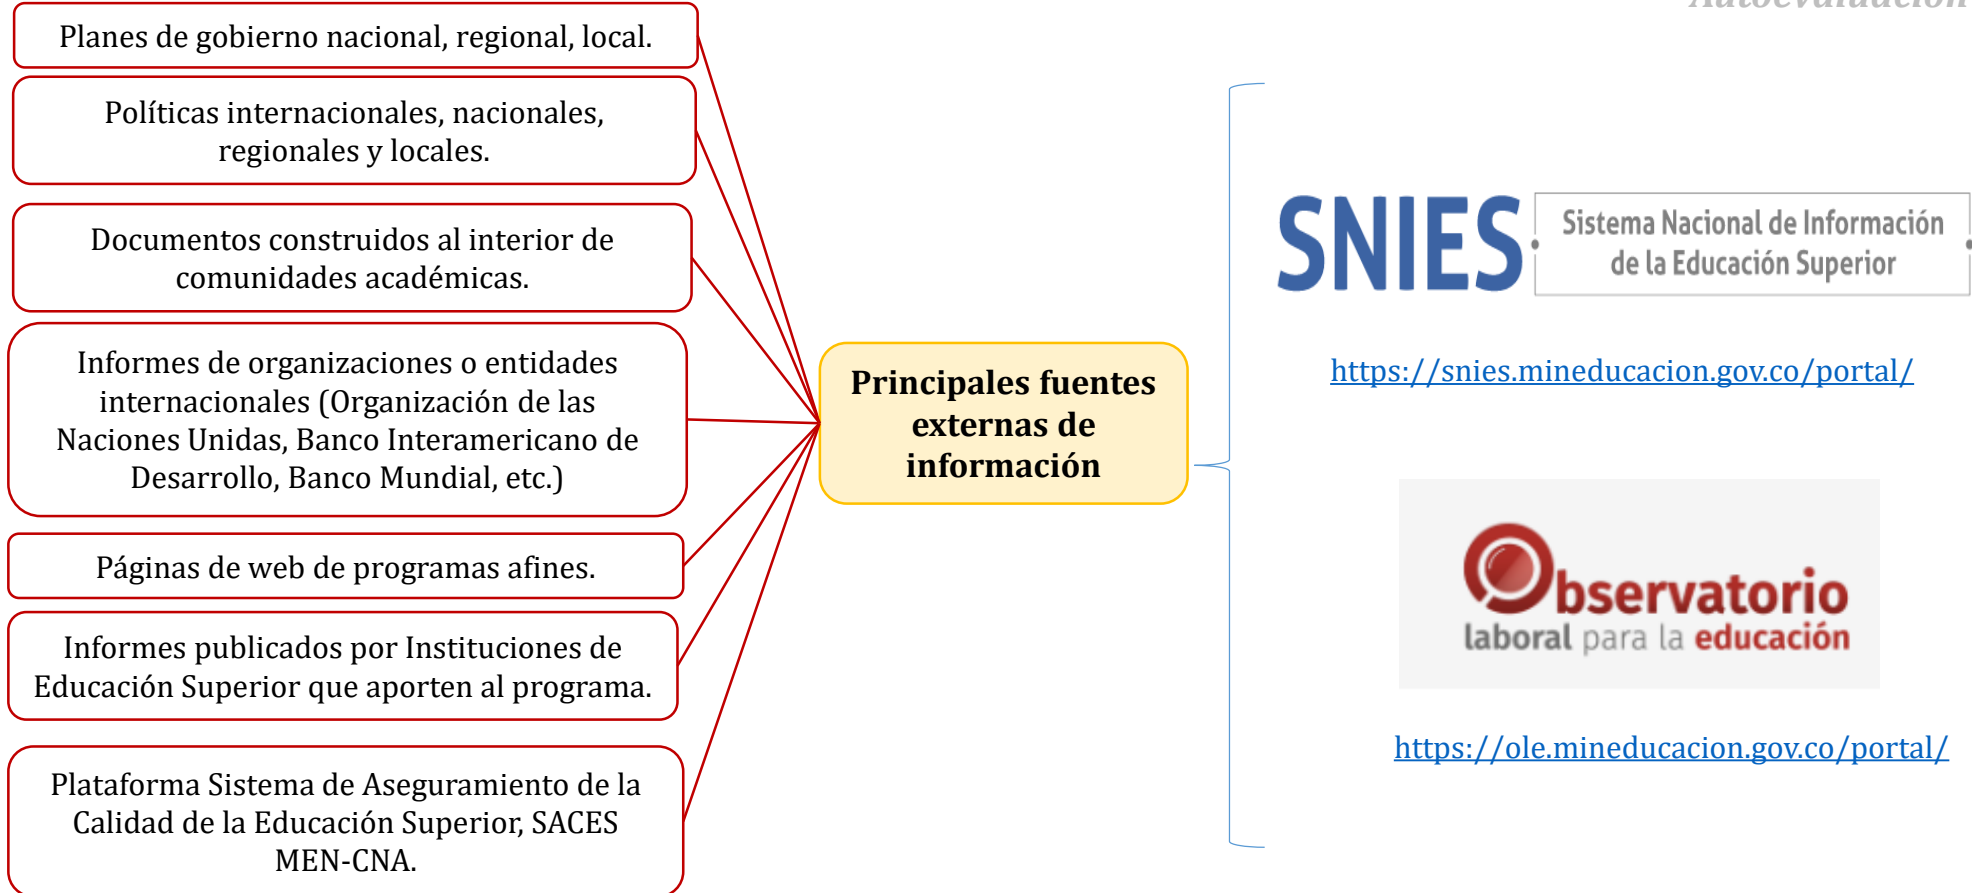 Autoevaluación
Planes de gobierno nacional, regional, local.
Políticas internacionales, nacionales,
regionales y locales.
Documentos construidos al interior de
comunidades académicas.
Informes de organizaciones o entidades
internacionales (Organización de las
Naciones Unidas, Banco Interamericano de
Desarrollo, Banco Mundial, etc.)
Páginas de web de programas afines.
Informes publicados por Instituciones de
Educación Superior que aporten al programa.
Plataforma Sistema de Aseguramiento de la
Calidad de la Educación Superior, SACES
MEN-CNA.
Principales fuentes
externas de
información
SNIES
Sistema Nacional de Información
de la Educación Superior
https://snies.mineducacion.gov.co/portal/
Observatorio
laboral para la educación
https://ole.mineducacion.gov.co/portal/